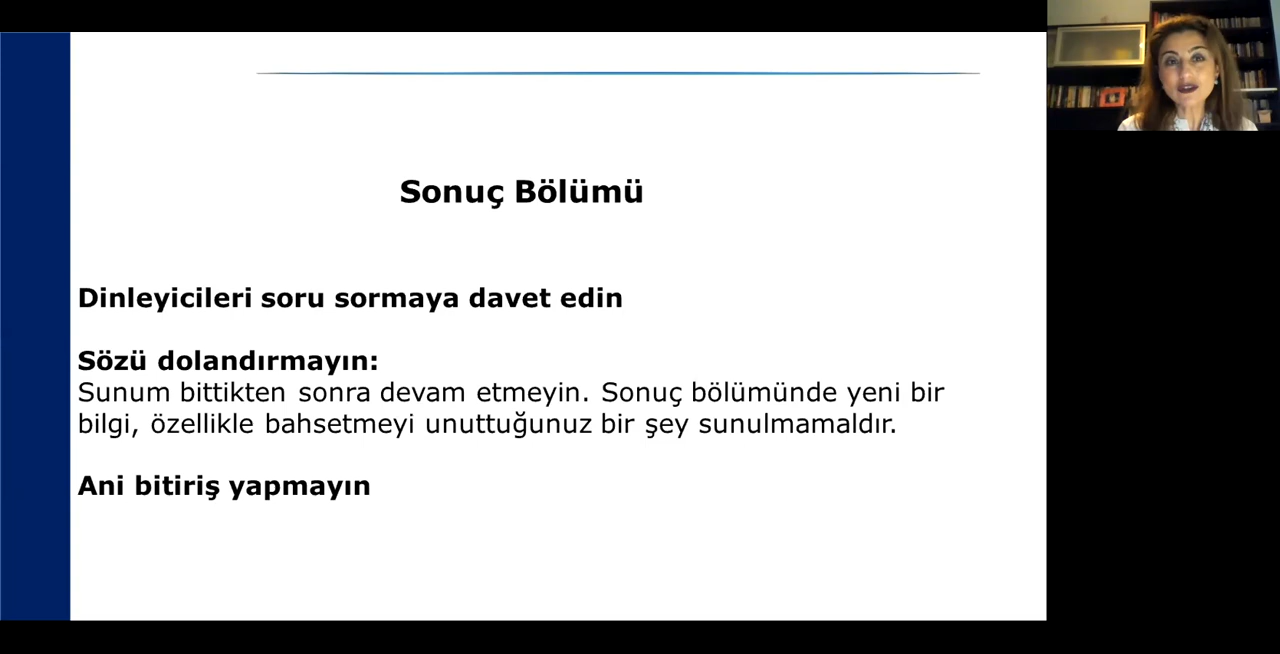 Sonuç Bölümü
Dinleyicileri soru sormaya davet edin
Sözü dolandırmayın:
Sunum bittikten sonra devam etmeyin. Sonuç bölümünde yeni bir
bilgi, özellikle bahsetmeyi unuttuğunuz bir şey sunulmamaldır.
Ani bitiriş yapmayın